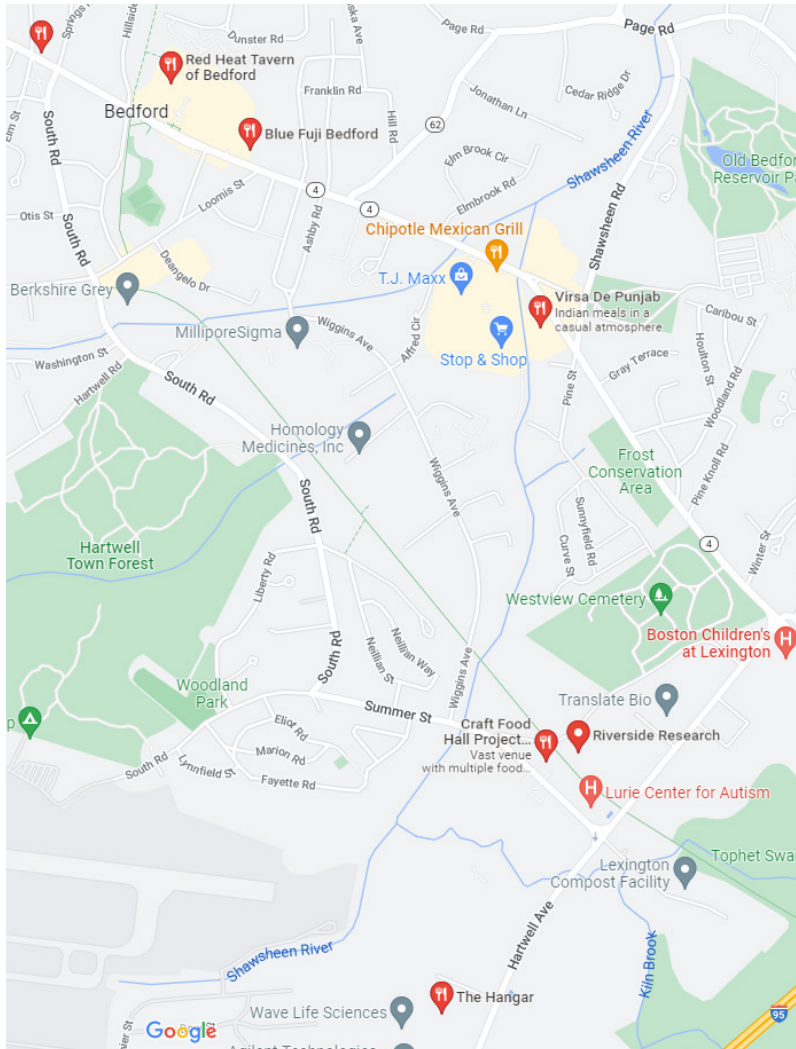 Springs
Hillside
Dunster Rd
Page Rd
Page Rd
Red Heat Tavern
of Bedford
Franklin Rd
Cedar Ridge Dr
Jonathan Ln
Hill Rd
62
Bedford
Blue Fuji Bedford
Elm St
South Rd
Elm Brook Cir
Shawsheen River
Old Bedford
Reservoir
Loomis St
4
Elmbrook Rd
Shawsheen Rd
4
Otis St
South Rd
Ashby Rd
Chipotle Mexican Grill
Deangelo Dr
T.J. Maxx
Berkshire Grey
Virsa De Punjab
Indian meals in a
casual atmosphere
Caribou St
MilliporeSigma
Wiggins Ave
Alfred Cir
Houlton St
Washington St
Stop & Shop
Gray Terrace
Hartwell Rd
South Rd
Pine St
Woodland Rd
Homology
Medicines, Inc
Frost
Conservation
Area
Wiggins Ave
Pine Knoll Rd
South Rd
Sunnyfield Rd
Hartwell
Town Forest
4
Winter St
Liberty Rd
Curve St
Westview Cemetery
Boston Children's
at Lexington
South Rd
Neillian Way
Neillian St
Wiggins Ave
Woodland
Park
Translate Bio
Summer St
Craft Food
Hall Project...
Vast venue
with multiple food...
Riverside Research
Eliot Rd
Marion Rd
South Rd
Lynnfield St
Fayette Rd
Lurie Center for Autism
Tophet Swa
Lexington
Compost Facility
Hartwell Ave
Shawsheen River
Kiln Brook
The Hangar
Wave Life Sciences
95
Google
Agilent Technologies